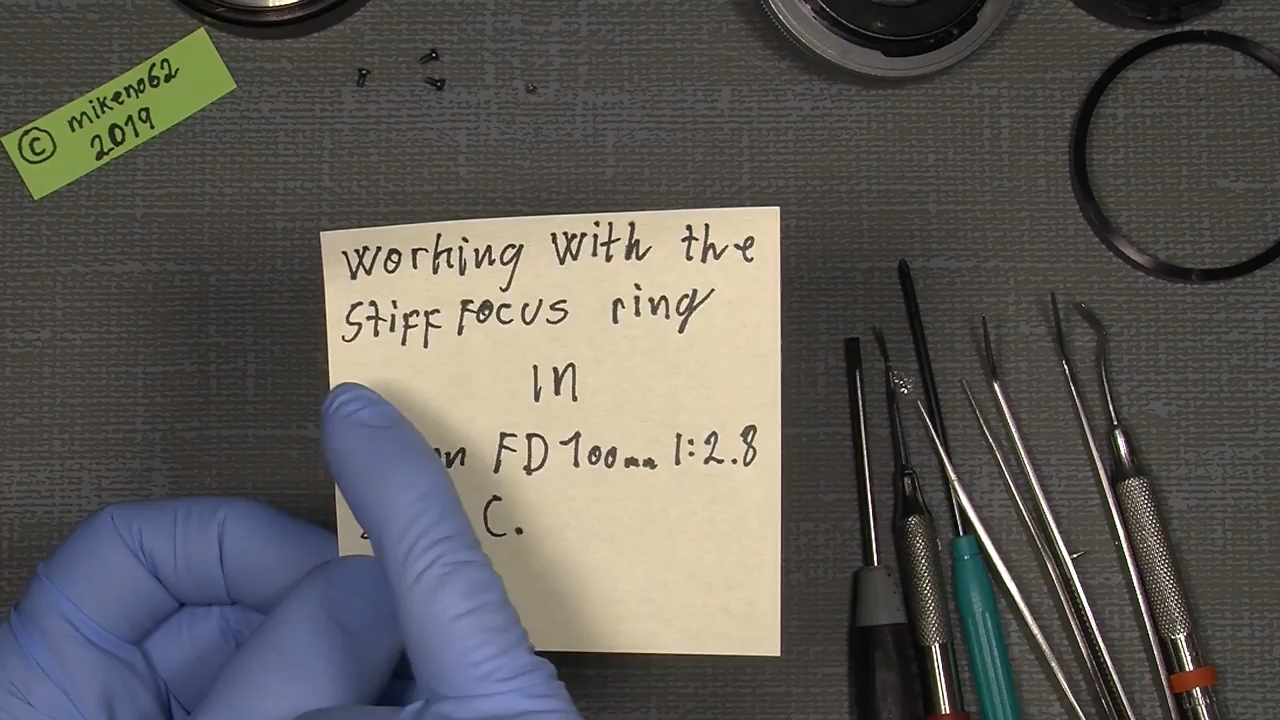 © mikeno62
2019
Working with the
stiff focus ring
in
FD 100mm 1:2.8
C.